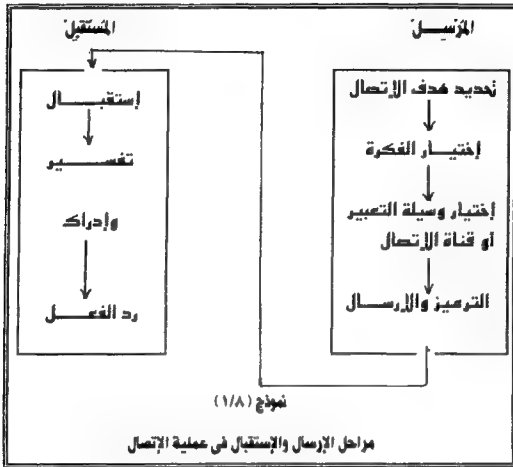 المرسل
تحديد هدف الإتصال
إختيار الفكرة
إختيار وسيلة التعبير
أو قناة الإتصال
الترميز والإرسال
المستقبل
إستقبال
تفسير
وإدراك
رد الفعل
نموذج (١/٨)
مراحل الإرسال والإستقبال فى عملية الإتصال